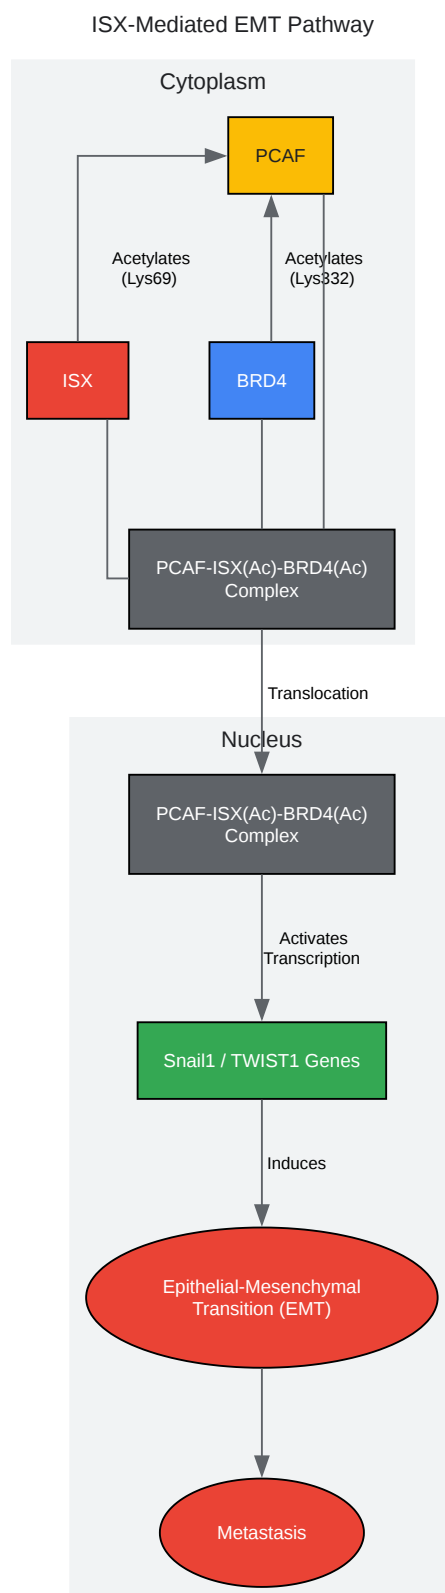 ISX-Mediated EMT Pathway
Cytoplasm
PCAF
Acetylates
(Lys69)
Acetylates
(Lys332)
ISX
BRD4
PCAF-ISX(Ac)-BRD4(Ac)
Complex
Translocation
Nucleus
PCAF-ISX(Ac)-BRD4(Ac)
Complex
Activates
Transcription
Snail1 / TWIST1 Genes
Induces
Epithelial-Mesenchymal
Transition (EMT)
Metastasis